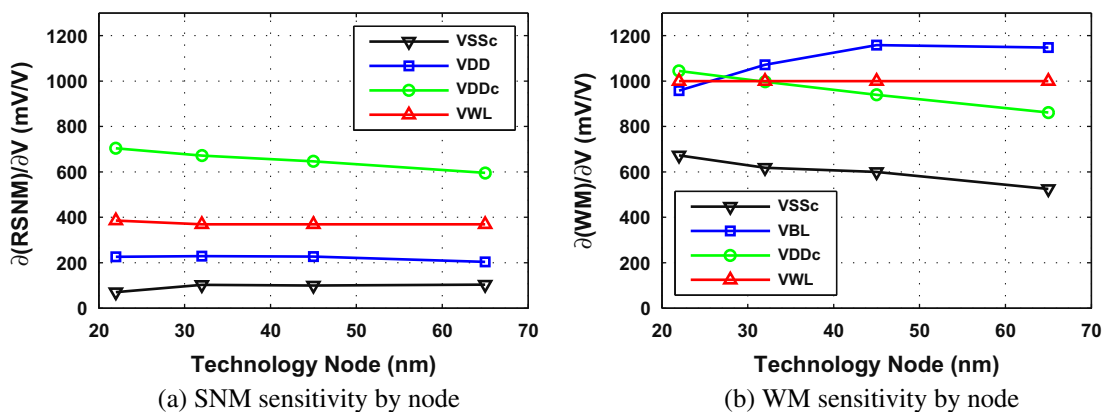 1200
1000
800
600
400
200
0
∂(RSNM)/∂V (mV/V)
VSSc
VDD
VDDc
VWL
20 30 40 50 60 70
Technology Node (nm)
(a) SNM sensitivity by node
1200
1000
800
600
400
200
0
∂(WM)/∂V (mV/V)
VSSc
VBL
VDDc
VWL
20 30 40 50 60 70
Technology Node (nm)
(b) WM sensitivity by node